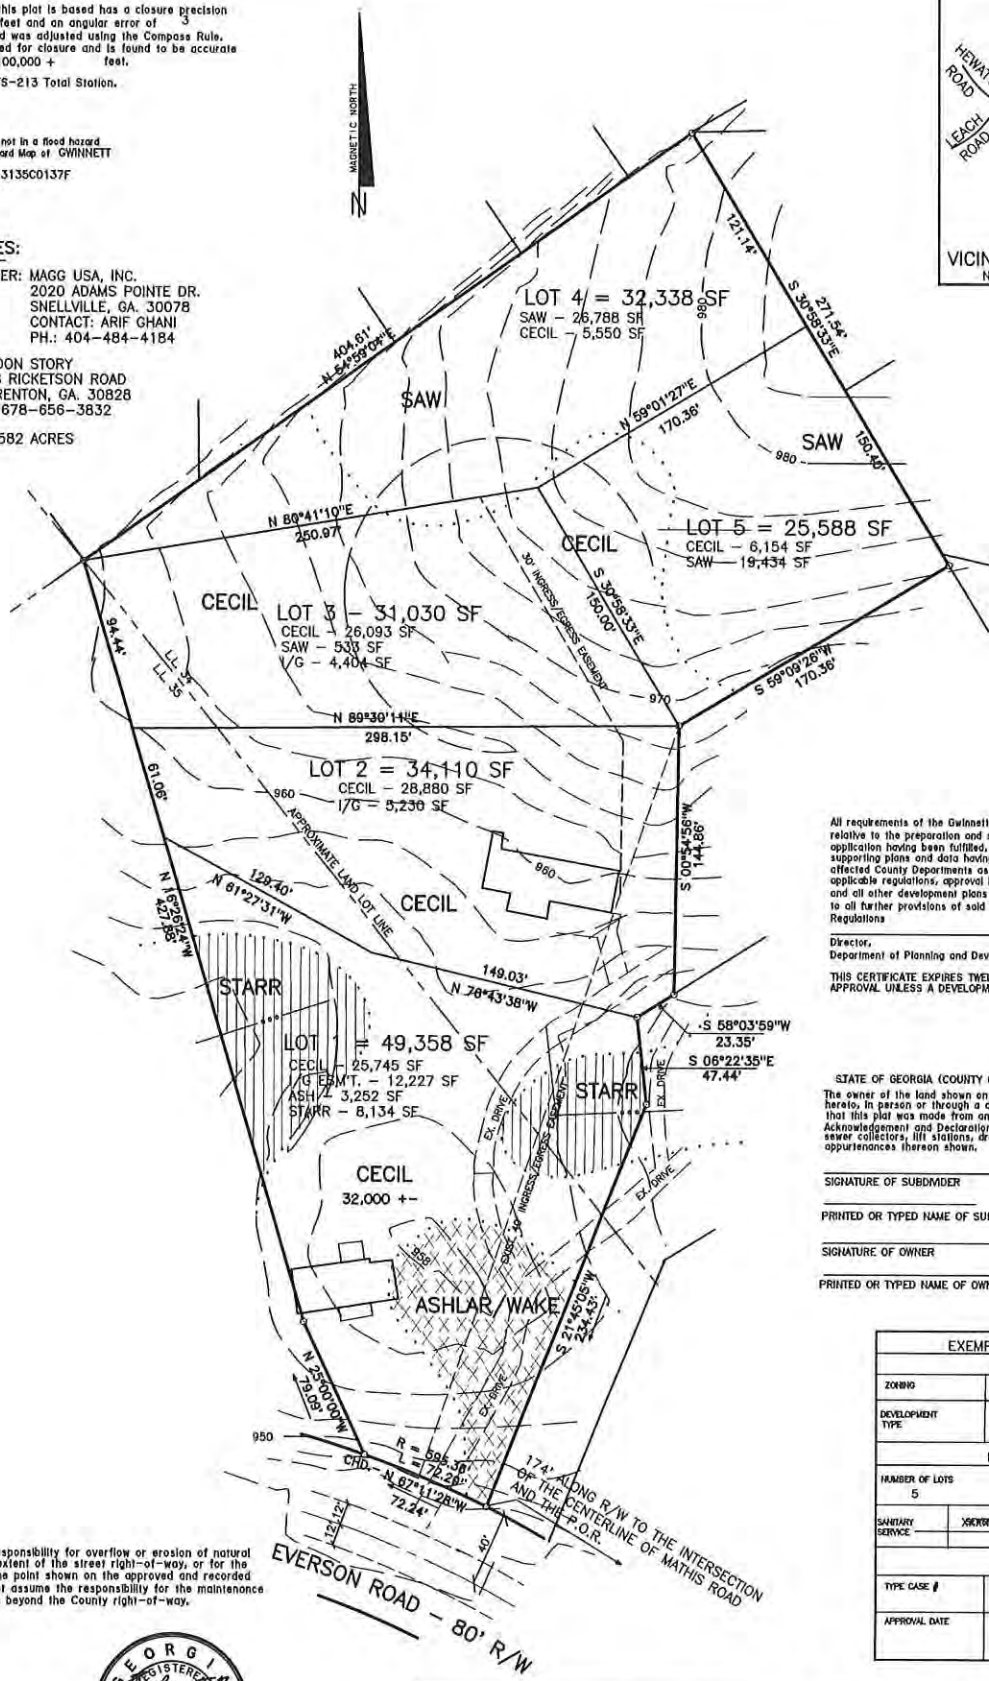 this plat is based has a closure precision
feet and an angular error of 3
d was adjusted using the Compass Rule.
ed for closure and is found to be accurate
00,000 + feet.
S-213 Total Station.
not in a flood hazard
ard Map of GWINNETT
3135C0137F
ES:
ER: MAGG USA, INC.
2020 ADAMS POINTE DR.
SNELLVILLE, GA. 30078
CONTACT: ARIF GHANI
PH.: 404-484-4184
DON STORY
RICKETSON ROAD
RENTON, GA. 30828
678-656-3832
582 ACRES
MAGNETIC NORTH
N
ROAD
LEACH
ROAD
VICIN
N
121.14'
271.54'
S 30°58'33"E
150.40'
980
LOT 4 = 32,338 SF
SAW - 26,788 SF
CECIL - 5,550 SF
404.61'
N 54°59'04"E
SAW
N 59°01'27"E
170.36'
SAW
980
N 80°41'10"E
250.97'
LOT 5 = 25,588 SF
CECIL - 6,154 SF
SAW - 19,434 SF
CECIL
30' INGRESS/EGRESS EASEMENT
S 30°58'33"E
150.00'
CECIL
LOT 3 - 31,030 SF
CECIL - 26,093 SF
SAW - 533 SF
I/G - 4,404 SF
94.44'
L.L. 34
L.L. 35
S 59°09'26"W
170.36'
970
N 89°30'11"E
298.15'
LOT 2 = 34,110 SF
CECIL - 28,880 SF
I/G - 5,230 SF
61.06'
960
APPROXIMATE LAND LOT LINE
960
S 00°54'56"W
144.86'
129.40'
N 61°27'31"W
CECIL
N 16°26'24"W
427.88'
149.03'
N 76°43'38"W
STARR
S 58°03'59"W
23.35'
S 06°22'35"E
47.44'
LOT 1 = 49,358 SF
CECIL - 25,745 SF
I/G ESM'T. - 12,227 SF
ASH - 3,252 SF
STARR - 8,134 SF
STARR
EX. DRIVE
EX. DRIVE
EX. DRIVE
EXIST. 40' INGRESS/EGRESS EASEMENT
CECIL
32,000 +-
958
ASHLAR/WAKE
S 21°45'05"W
234.43'
EX. DRIVE
N 25°00'00"W
79.09'
950
R = 595.36'
L = 72.29'
CHD.- N 67°11'28"W
72.24'
12.12'
40'
174' ALONG R/W TO THE INTERSECTION
OF THE CENTERLINE OF MATHIS ROAD
AND THE P.O.R.
EVERSON ROAD - 80' R/W
All requirements of the Gwinnett
relative to the preparation and
application having been fulfilled,
supporting plans and data having
affected County Departments as
applicable regulations, approval
and all other development plans
to all further provisions of said
Regulations
Director,
Department of Planning and Dev
THIS CERTIFICATE EXPIRES TWEL
APPROVAL UNLESS A DEVELOPM
STATE OF GEORGIA (COUNTY
The owner of the land shown on
hereto, in person or through a
that this plat was made from an
Acknowledgement and Declaration
sewer collectors, lift stations, dr
appurtenances thereon shown.
SIGNATURE OF SUBDIVIDER
PRINTED OR TYPED NAME OF SUB
SIGNATURE OF OWNER
PRINTED OR TYPED NAME OF OWN
EXEMP
ZONING
DEVELOPMENT
TYPE
NUMBER OF LOTS
5
SANITARY
SERVICE
TYPE CASE #
APPROVAL DATE
sponsibility for overflow or erosion of natural
xtent of the street right-of-way, or for the
e point shown on the approved and recorded
t assume the responsibility for the maintenance
beyond the County right-of-way.
GEORGI
REGISTERE